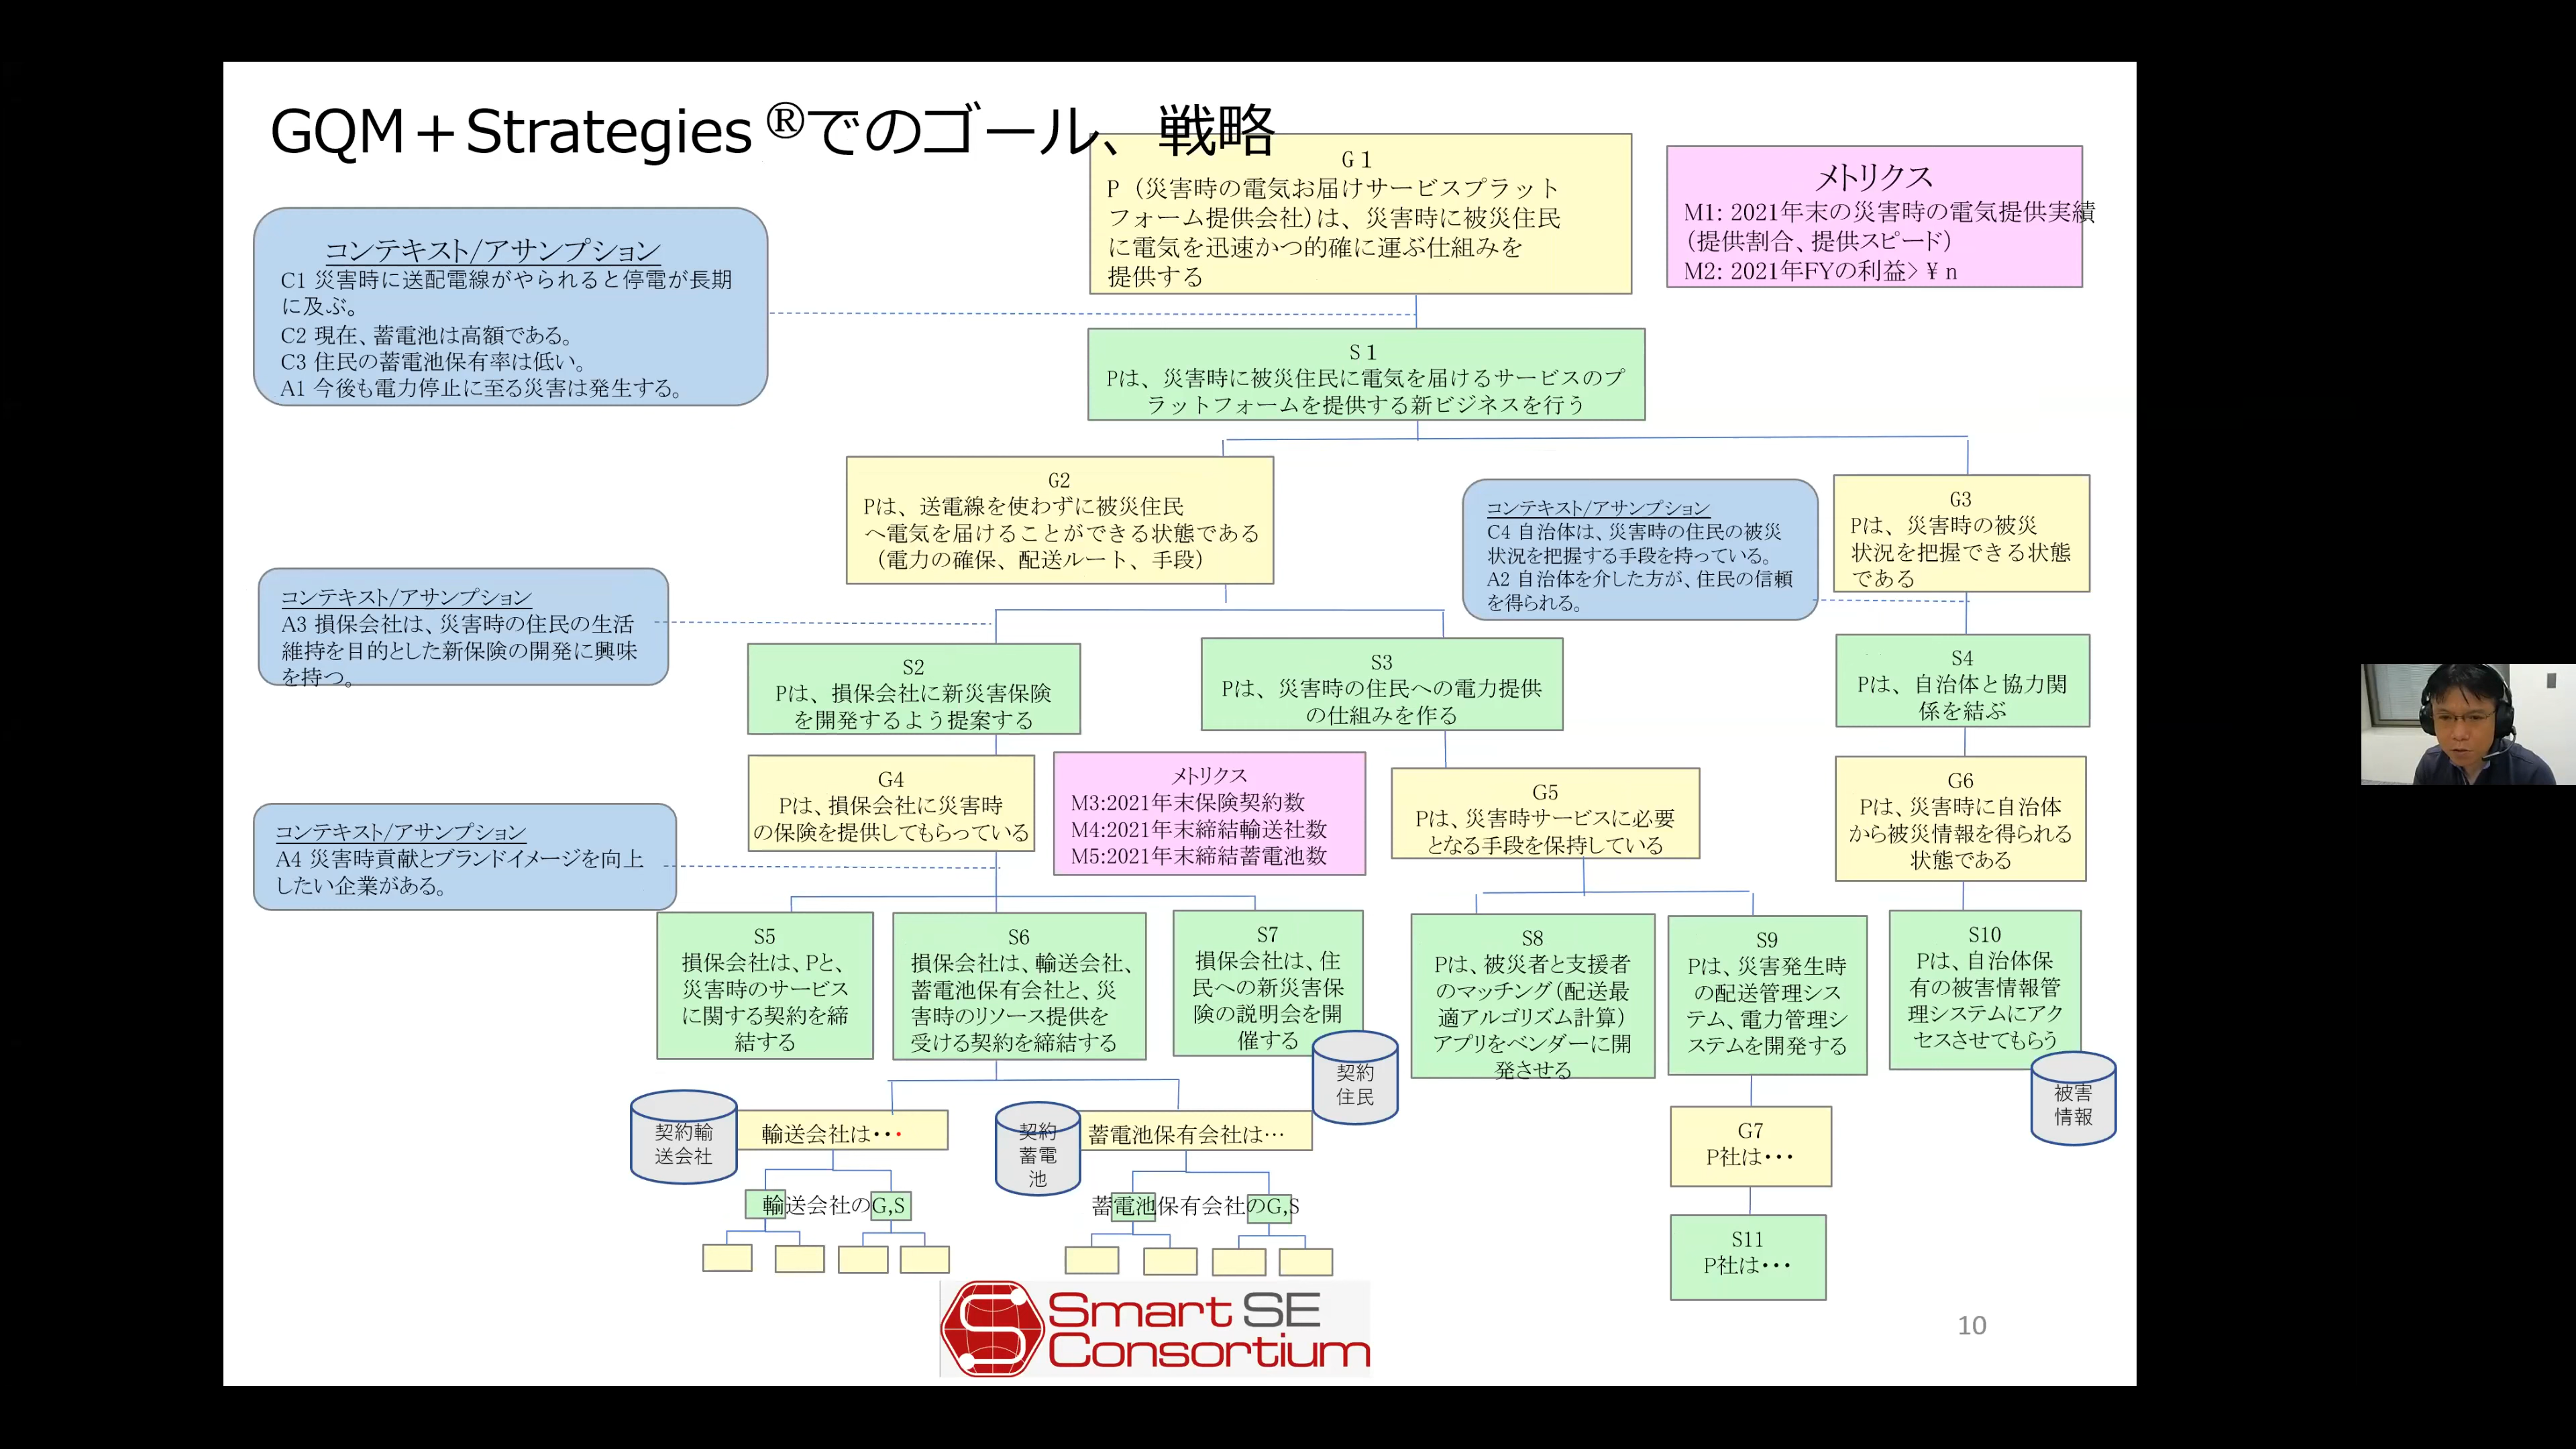 GQM＋Strategies ®でのゴール、戦略
G１
P（災害時の電気お届けサービスプラット
フォーム提供会社）は、災害時に被災住民
に電気を迅速かつ的確に運ぶ仕組みを
提供する
メトリクス
M1: 2021年末の災害時の電気提供実績
（提供割合、提供スピード）
M2: 2021年FYの利益>￥n
コンテキスト/アサンプション
C1 災害時に送配電線がやられると停電が長期
に及ぶ。
C2 現在、蓄電池は高額である。
C3 住民の蓄電池保有率は低い。
A1 今後も電力停止に至る災害は発生する。
S１
Pは、災害時に被災住民に電気を届けるサービスのプ
ラットフォームを提供する新ビジネスを行う
G2
Pは、送電線を使わずに被災住民
へ電気を届けることができる状態である
（電力の確保、配送ルート、手段）
コンテキスト/アサンプション
C4 自治体は、災害時の住民の被災
状況を把握する手段を持っている。
A2 自治体を介した方が、住民の信頼
を得られる。
G3
Pは、災害時の被災
状況を把握できる状態
である
コンテキスト/アサンプション
A3 損保会社は、災害時の住民の生活
維持を目的とした新保険の開発に興味
を持つ。
S2
Pは、損保会社に新災害保険
を開発するよう提案する
S3
Pは、災害時の住民への電力提供
の仕組みを作る
S4
Pは、自治体と協力関
係を結ぶ
G4
Pは、損保会社に災害時
の保険を提供してもらっている
メトリクス
M3:2021年末保険契約数
M4:2021年末締結輸送社数
M5:2021年末締結蓄電池数
G5
Pは、災害時サービスに必要
となる手段を保持している
G6
Pは、災害時に自治体
から被災情報を得られる
状態である
コンテキスト/アサンプション
A4 災害時貢献とブランドイメージを向上
したい企業がある。
S5
損保会社は、Pと、
災害時のサービス
に関する契約を締
結する
S6
損保会社は、輸送会社、
蓄電池保有会社と、災
害時のリソース提供を
受ける契約を締結する
S7
損保会社は、住
民への新災害保
険の説明会を開
催する
S8
Pは、被災者と支援者
のマッチング（配送最
適アルゴリズム計算）
アプリをベンダーに開
発させる
S9
Pは、災害発生時
の配送管理シス
テム、電力管理シ
ステムを開発する
S10
Pは、自治体保
有の被害情報管
理システムにアク
セスさせてもらう
契約
住民
被害
情報
契約輸
送会社
輸送会社は・・・
契約
蓄電
池
蓄電池保有会社は…
G7
P社は・・・
輸送会社のG,S
蓄電池保有会社のG,S
S11
P社は・・・
Smart SE
Consortium
10